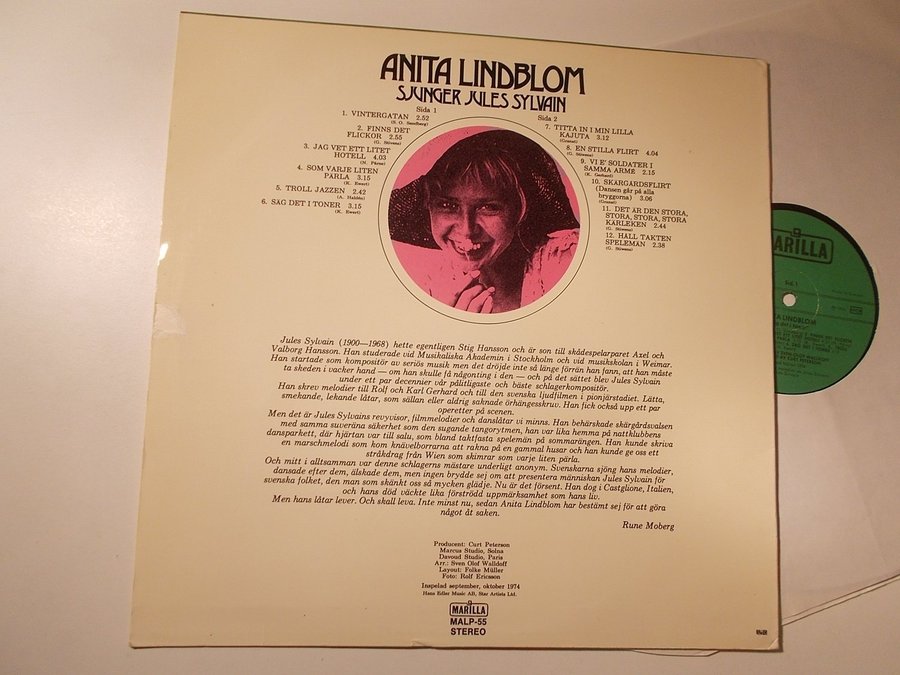 ANITA LINDBLOM
SJUNGER JULES SYLVAIN
Sida 1
1. VINTERGATAN 2.52
(S. O. Sandberg)
2. FINNS DET
FLICKOR 2.55
(G. Stevens)
3. JAG VET ETT LITET
HOTELL 4.03
4. SOM VARJE LITEN
PÄRLA 3.15
(K. Ewert)
5. TROLL JAZZEN 2.42
6. SÄG DET I TONER 3.15
(K. Ewert)
Sida 2
7. TITTA IN I MIN LILLA
KAJUTA 3.12
8. EN STILLA FLIRT 4.04
(G. Stevens)
9. VI E' SOLDATER I
SAMMA ARMÉ 2.15
(K. Gerhard)
10. SKÄRGÅRDSFLIRT
(Dansen går på alla
bryggorna) 3.06
11. DET ÄR DEN STORA,
STORA, STORA, STORA
KÄRLEKEN 2.44
(G. Stevens)
12. HÅLL TAKTEN
SPELEMÄN 2.38
(G. Stevens)
Jules Sylvain (1900—1968) hette egentligen Stig Hansson och är son till skådespelarparet Axel och
Valborg Hansson. Han studerade vid Musikaliska Akademin i Stockholm och vid musikskolan i Weimar.
Han startade som kompositör av seriös musik men det dröjde inte så länge förrän han fann, att han måste
ta skeden i vacker hand — om han skulle få någonting i den — och på det sättet blev Jules Sylvain
under ett par decennier vår pålitligaste och bäste schlagerkompositör.
Han skrev melodier till Rolf och Karl Gerhard och till den svenska ljudfilmen i pionjärstadiet. Lätta,
smekande, lekande låtar, som sällan eller aldrig saknade örhängesskruv. Han fick också upp ett par
operetter på scenen.
Men det är Jules Sylvains revyvisor, filmmelodier och danslåtar vi minns. Han behärskade skärgårdsvalsen
med samma suveräna säkerhet som den sugande tangorytmen, han var lika hemma på nattklubbens
dansparkett, där hjärtan var till salu, som bland taktfasta spelemän på sommarängen. Han kunde skriva
en marschmelodi som kom knävelborrarna att rakna på en gammal husar och han kunde ge oss ett
stråkdrag från Wien som skimrar som varje liten pärla.
Och mitt i alltsamman var denne schlagerns mästare underligt anonym. Svenskarna sjöng hans melodier,
dansade efter dem, älskade dem, men ingen brydde sej om att presentera människan Jules Sylvain för
svenska folket, den man som skänkt oss så mycken glädje. Nu är det försent. Han dog i Castglione, Italien,
och hans död väckte lika förströdd uppmärksamhet som hans liv.
Men hans låtar lever. Och skall leva. Inte minst nu, sedan Anita Lindblom har bestämt sej för att göra
något åt saken.
Rune Moberg
Producent: Curt Peterson
Marcus Studio, Solna
Davoud Studio, Paris
Arr.: Sven Olof Walldoff
Layout: Folke Müller
Foto: Rolf Ericsson
Inspelad september, oktober 1974
Hans Edler Music AB, Star Artists Ltd.
MARILLA
MALP-55
STEREO
MARILLA
Sid. 1
TA LINDBLOM